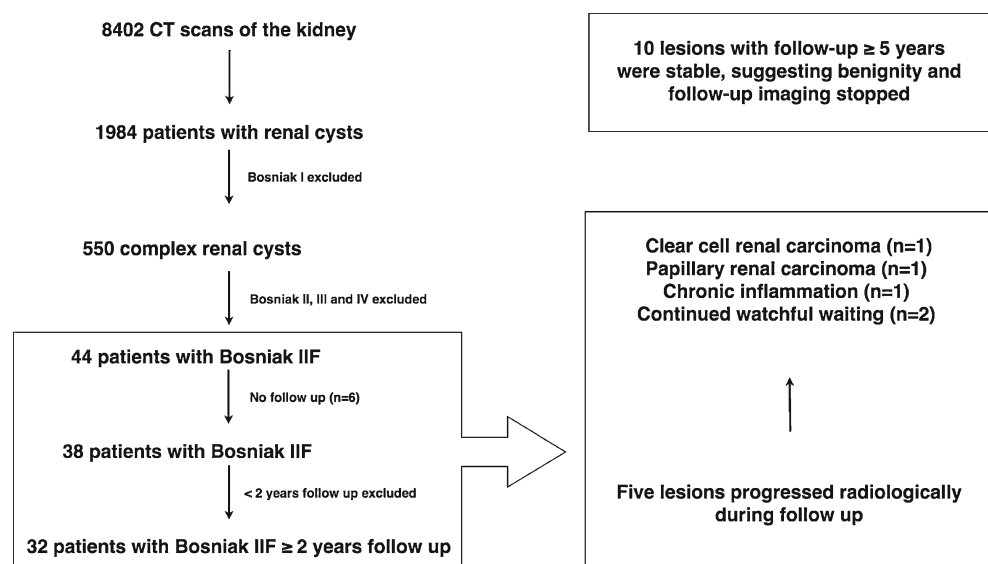 8402 CT scans of the kidney
1984 patients with renal cysts
Bosniak I excluded
550 complex renal cysts
Bosniak II, III and IV excluded
44 patients with Bosniak IIF
No follow up (n=6)
38 patients with Bosniak IIF
< 2 years follow up excluded
32 patients with Bosniak IIF ≥ 2 years follow up
10 lesions with follow-up ≥ 5 years
were stable, suggesting benignity and
follow-up imaging stopped
Clear cell renal carcinoma (n=1)
Papillary renal carcinoma (n=1)
Chronic inflammation (n=1)
Continued watchful waiting (n=2)
Five lesions progressed radiologically
during follow up